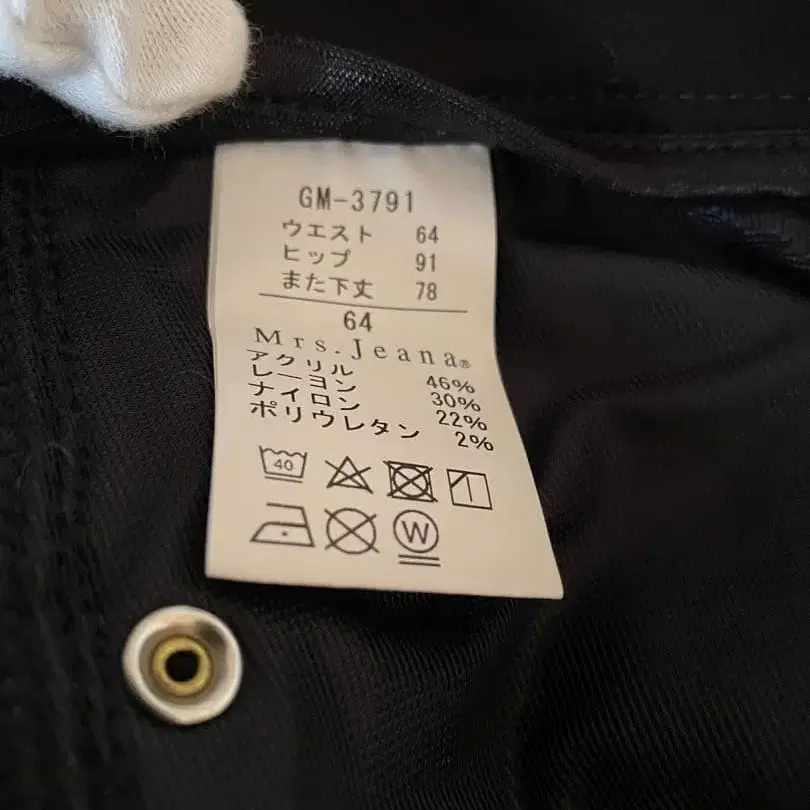 GM-3791
ウエスト 64
ヒップ 91
また下丈 78
64
Mrs.Jeana®
アクリル 46%
レーヨン 30%
ナイロン 22%
ポリウレタン 2%
40
W